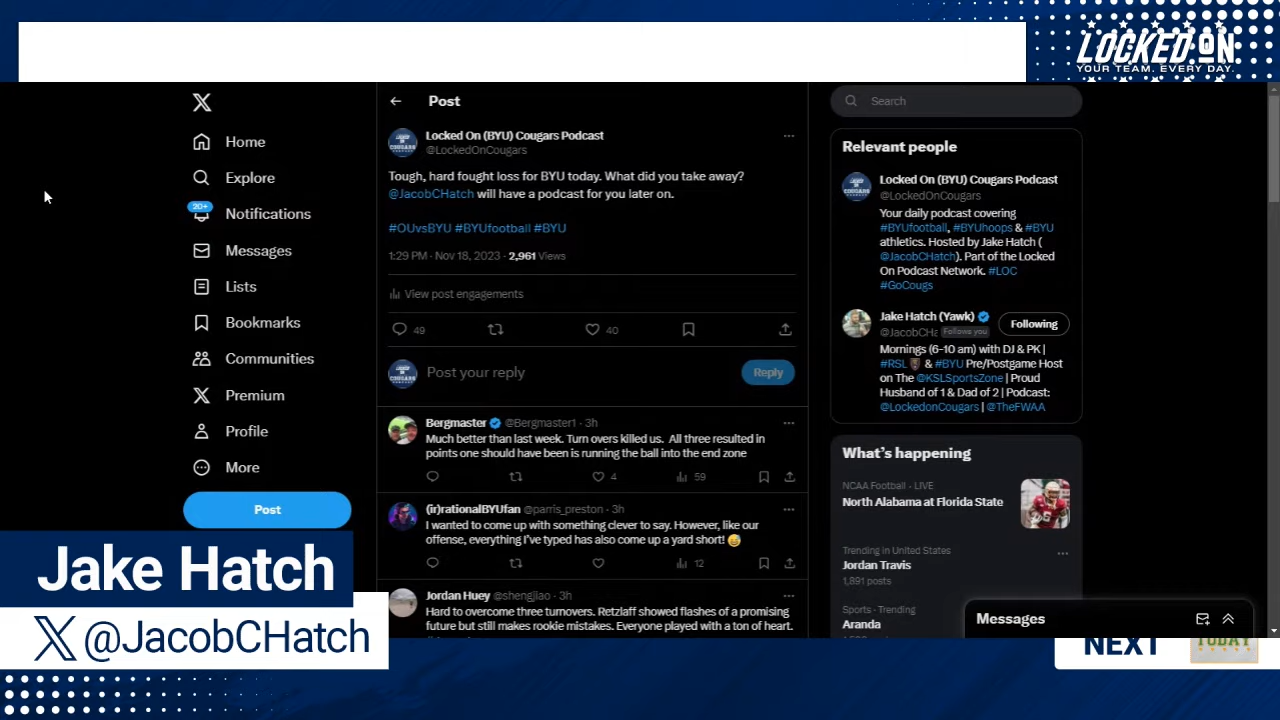 LOCKED ON
YOUR TEAM. EVERY DAY.
Home
Explore
20+
Notifications
Messages
Lists
Bookmarks
Communities
Premium
Profile
More
Post
Post
Locked On (BYU) Cougars Podcast
@LockedOnCougars
Tough, hard fought loss for BYU today. What did you take away?
@JacobCHatch will have a podcast for you later on.
#OUvsBYU #BYUfootball #BYU
1:29 PM · Nov 18, 2023 · 2,961 Views
View post engagements
49
40
Post your reply
Reply
Bergmaster @Bergmaster1 · 3h
Much better than last week. Turn overs killed us. All three resulted in
points one should have been is running the ball into the end zone
4
59
(ir)rationalBYUfan @parris_preston · 3h
I wanted to come up with something clever to say. However, like our
offense, everything I've typed has also come up a yard short! 😅
12
Jordan Huey @shengjiao · 3h
Hard to overcome three turnovers. Retzlaff showed flashes of a promising
future but still makes rookie mistakes. Everyone played with a ton of heart.
Search
Relevant people
Locked On (BYU) Cougars Podcast
@LockedOnCougars
Your daily podcast covering
#BYUfootball, #BYUhoops & #BYU
athletics. Hosted by Jake Hatch (
@JacobCHatch). Part of the Locked
On Podcast Network. #LOC
#GoCougs
Jake Hatch (Yawk)
@JacobCHa Follows you
Following
Mornings (6-10 am) with DJ & PK |
#RSL & #BYU Pre/Postgame Host
on The @KSLSportsZone | Proud
Husband of 1 & Dad of 2 | Podcast:
@LockedonCougars | @TheFWAA
What's happening
NCAA Football · LIVE
North Alabama at Florida State
Trending in United States
Jordan Travis
1,891 posts
Sports · Trending
Aranda
Messages
Jake Hatch
X @JacobCHatch
NEXT
TODAY